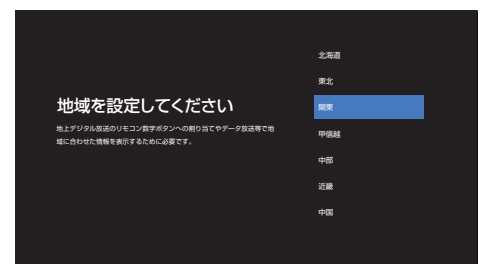 地域を設定してください
地上デジタル放送のリモコン数字ボタンへの割り当てやデータ放送等で地
域に合わせた情報を表示するために必要です。
北海道
東北
関東
甲信越
中部
近畿
中国